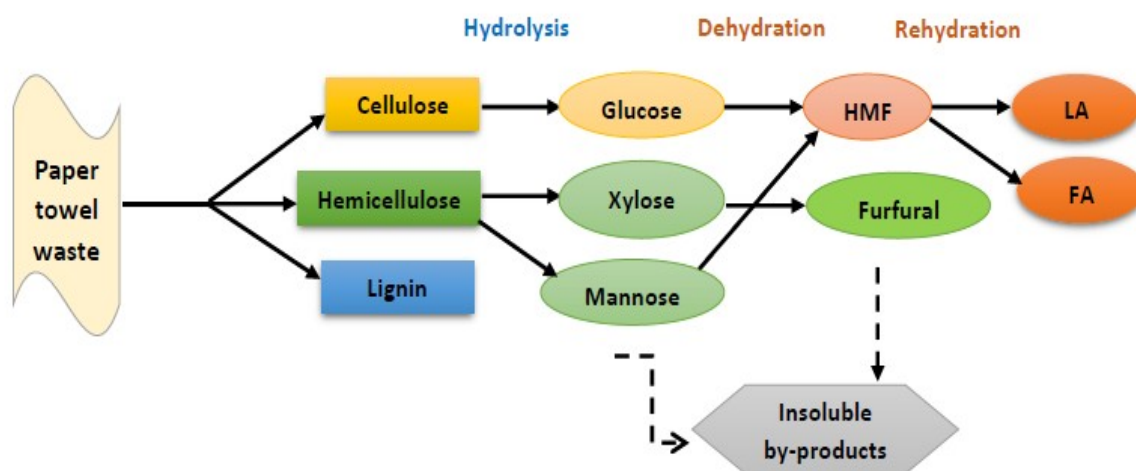 Hydrolysis Dehydration Rehydration
Cellulose Glucose HMF LA
Paper
towel
waste
Hemicellulose Xylose Furfural FA
Lignin Mannose
Insoluble
by-products